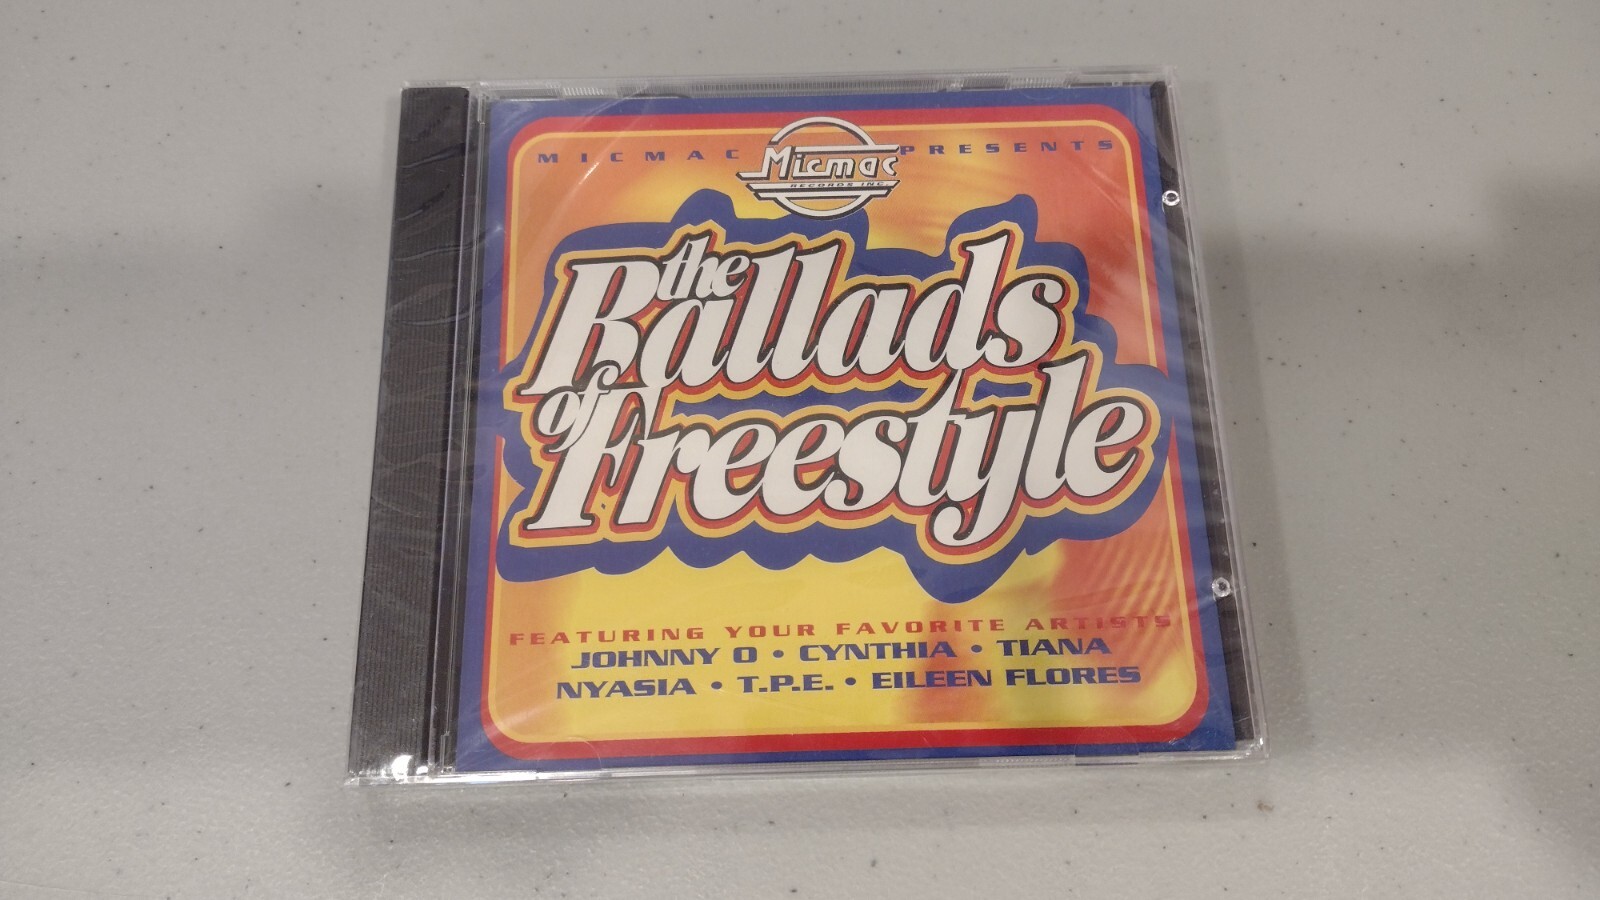 MICMAC PRESENTS
Micmac
RECORDS INC.
the
Ballads
of
Freestyle
FEATURING YOUR FAVORITE ARTISTS
JOHNNY O • CYNTHIA • TIANA
NYASIA • T.P.E. • EILEEN FLORES